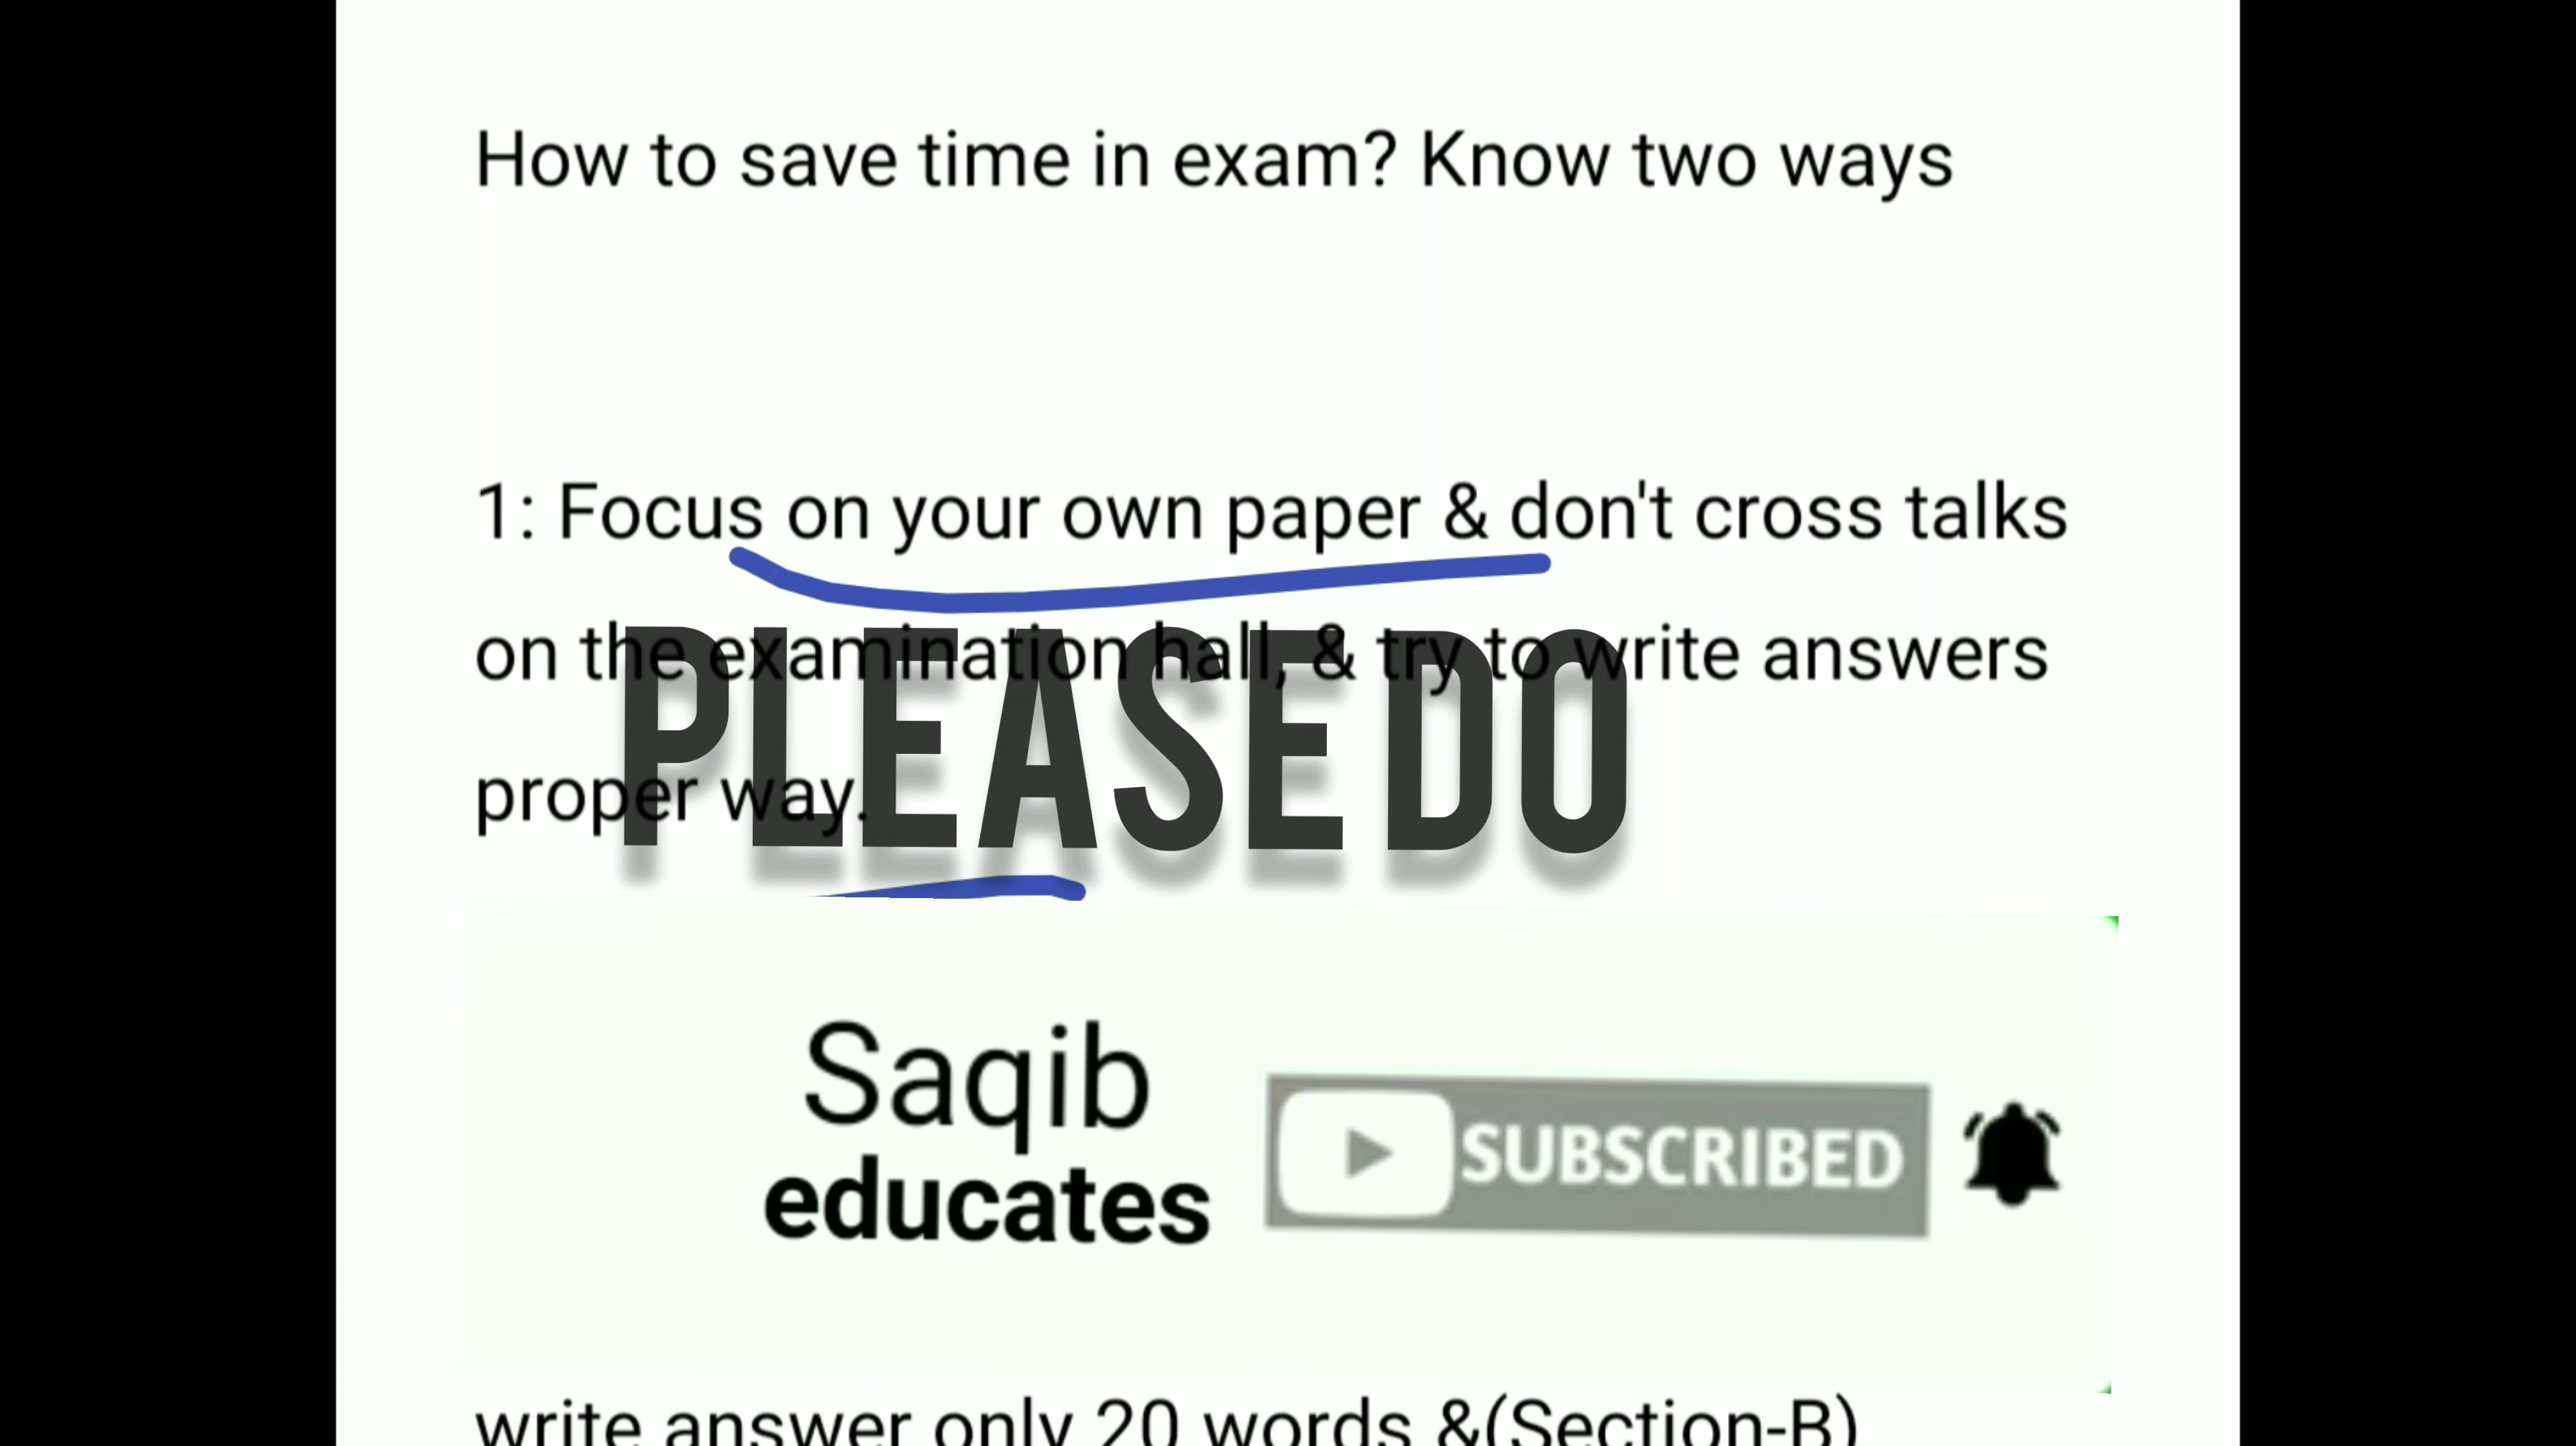 How to save time in exam? Know two ways
1: Focus on your own paper & don't cross talks
on the examination hall, & try to write answers
proper way.
PLEASE DO
Saqib
educates
SUBSCRIBED
write answer only 20 words &(Section-B)